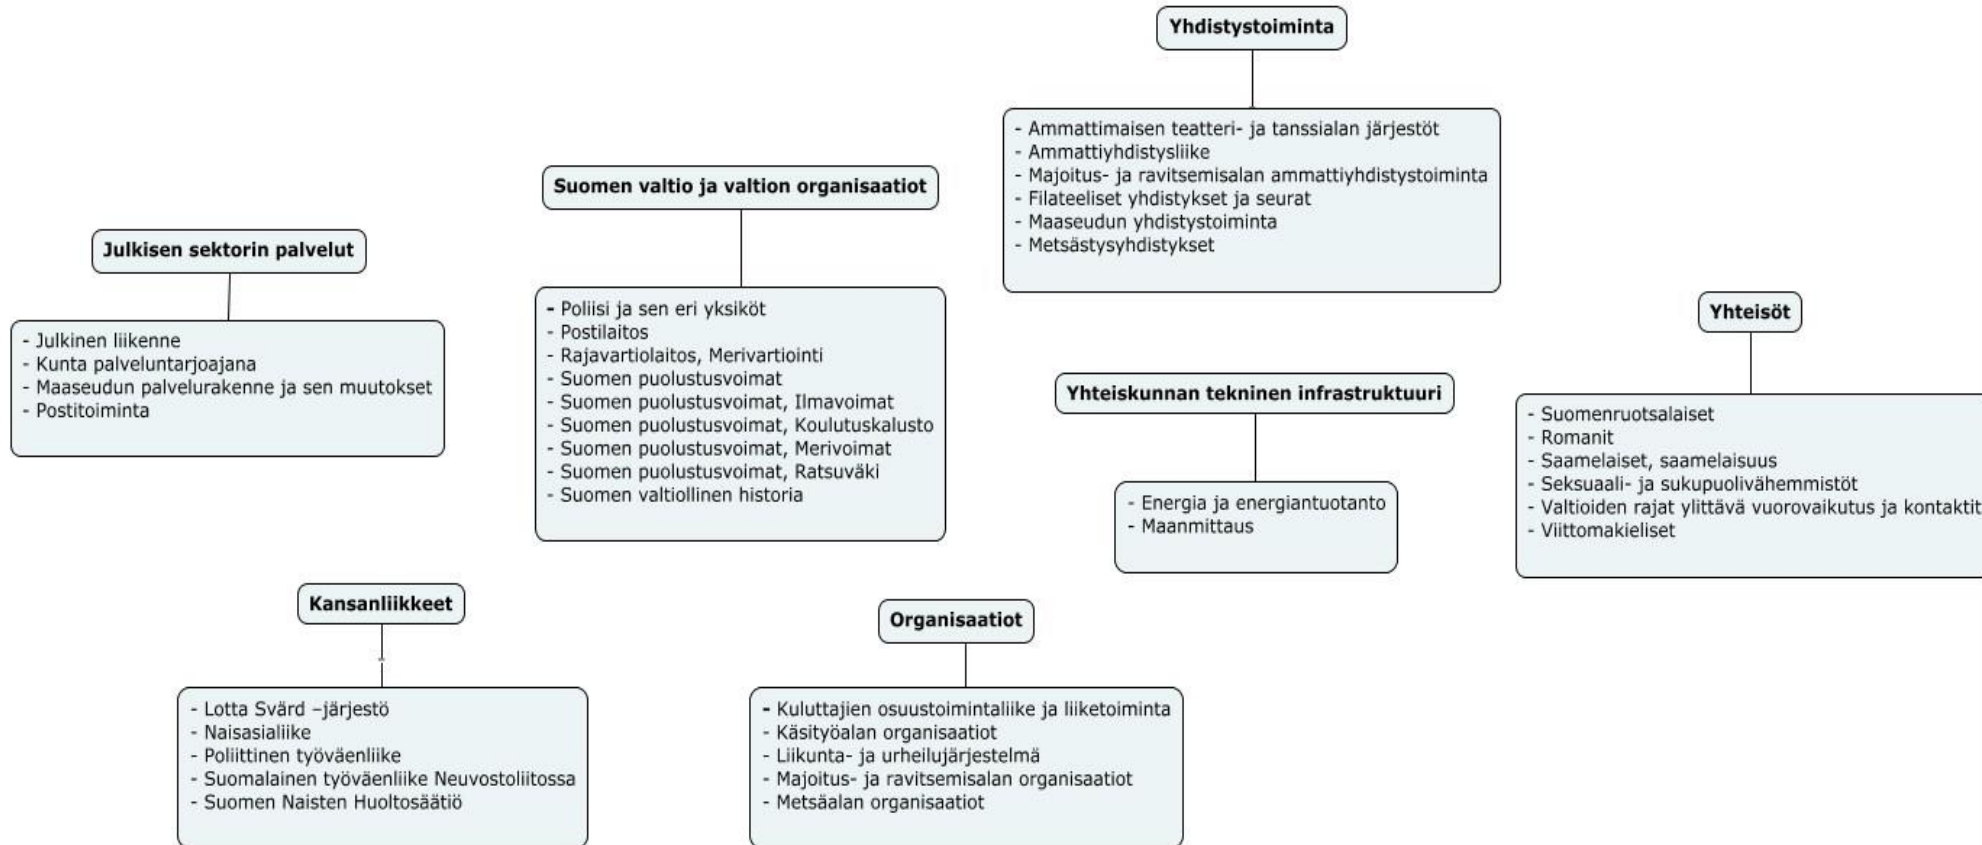 Yhdistystoiminta
- Ammattimaisen teatteri- ja tanssialan järjestöt
- Ammattiyhdistysliike
- Majoitus- ja ravitsemisalan ammattiyhdistystoiminta
- Filateeliset yhdistykset ja seurat
- Maaseudun yhdistystoiminta
- Metsästysyhdistykset
Suomen valtio ja valtion organisaatiot
- Poliisi ja sen eri yksiköt
- Postilaitos
- Rajavartiolaitos, Merivartiointi
- Suomen puolustusvoimat
- Suomen puolustusvoimat, Ilmavoimat
- Suomen puolustusvoimat, Koulutuskalusto
- Suomen puolustusvoimat, Merivoimat
- Suomen puolustusvoimat, Ratsuväki
- Suomen valtiollinen historia
Julkisen sektorin palvelut
- Julkinen liikenne
- Kunta palveluntarjoajana
- Maaseudun palvelurakenne ja sen muutokset
- Postitoiminta
Yhteisöt
- Suomenruotsalaiset
- Romanit
- Saamelaiset, saamelaisuus
- Seksuaali- ja sukupuolivähemmistöt
- Valtioiden rajat ylittävä vuorovaikutus ja kontaktit
- Viittomakieliset
Yhteiskunnan tekninen infrastruktuuri
- Energia ja energiantuotanto
- Maanmittaus
Kansanliikkeet
- Lotta Svärd –järjestö
- Naisasialiike
- Poliittinen työväenliike
- Suomalainen työväenliike Neuvostoliitossa
- Suomen Naisten Huoltosäätiö
Organisaatiot
- Kuluttajien osuustoimintaliike ja liiketoiminta
- Käsityöalan organisaatiot
- Liikunta- ja urheilujärjestelmä
- Majoitus- ja ravitsemisalan organisaatiot
- Metsäalan organisaatiot